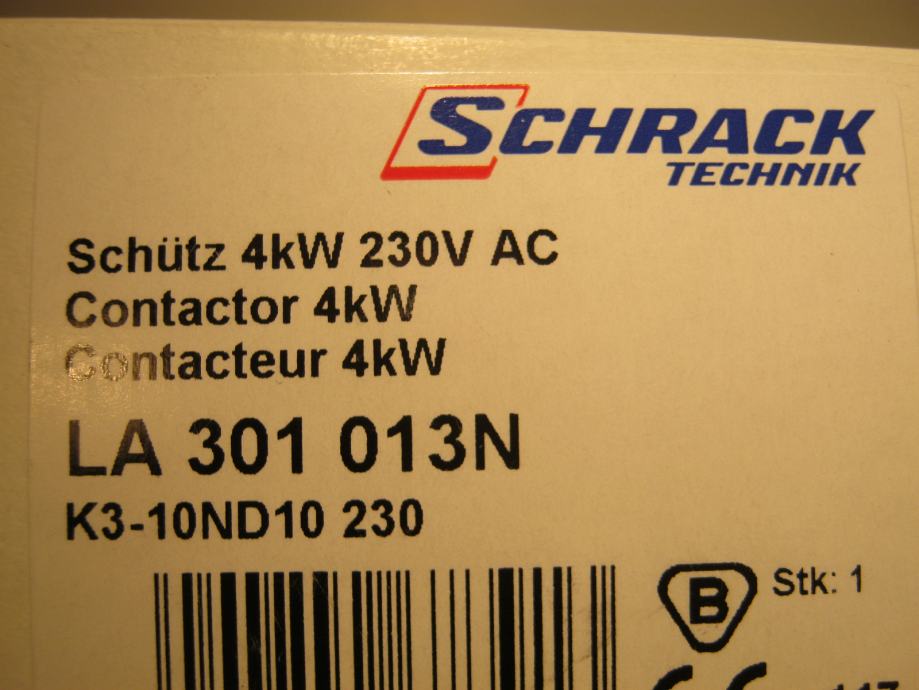 SCHRACK
TECHNIK
Schütz 4kW 230V AC
Contactor 4kW
Contacteur 4kW
LA 301 013N
K3-10ND10 230
B
Stk: 1